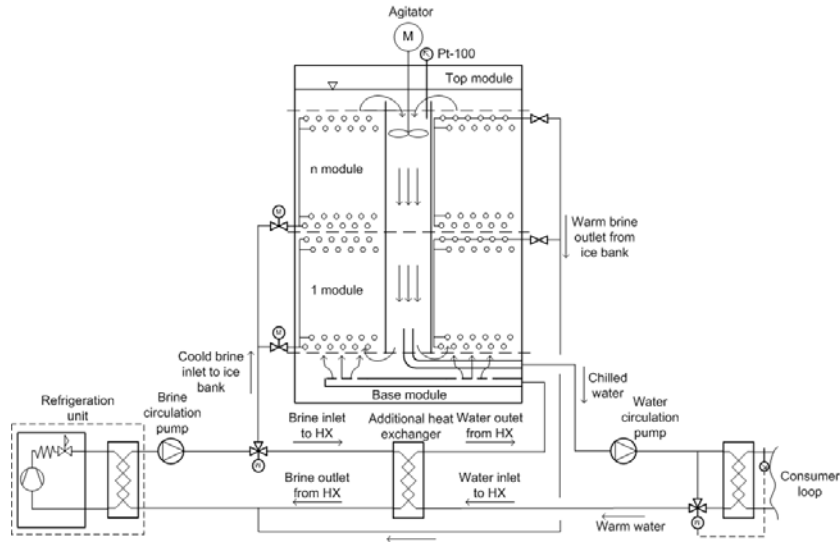 Agitator
M
Pt-100
Top module
n module
M
Warm brine
outlet from
ice bank
1 module
M
Coold brine
inlet to ice
bank
Base module
Chilled
water
Refrigeration
unit
Brine
circulation
pump
Brine inlet
to HX
Additional heat
exchanger
Water outet
from HX
Water
circulation
pump
Brine outlet
from HX
Water inlet
to HX
Consumer
loop
Warm water